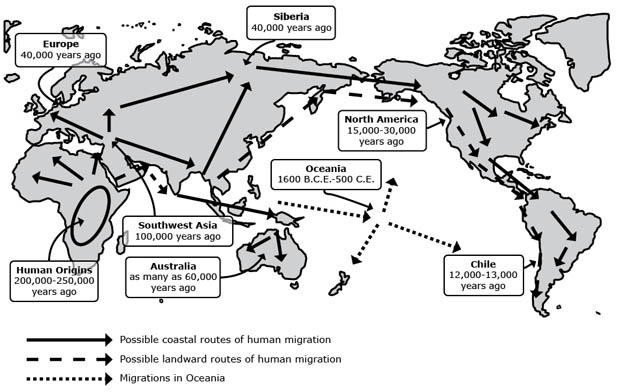 Siberia
40,000 years ago
Europe
40,000 years ago
North America
15,000-30,000
years ago
Oceania
1600 B.C.E.-500 C.E.
Southwest Asia
100,000 years ago
Human Origins
200,000-250,000
years ago
Australia
as many as 60,000
years ago
Chile
12,000-13,000
years ago
Possible coastal routes of human migration
Possible landward routes of human migration
Migrations in Oceania